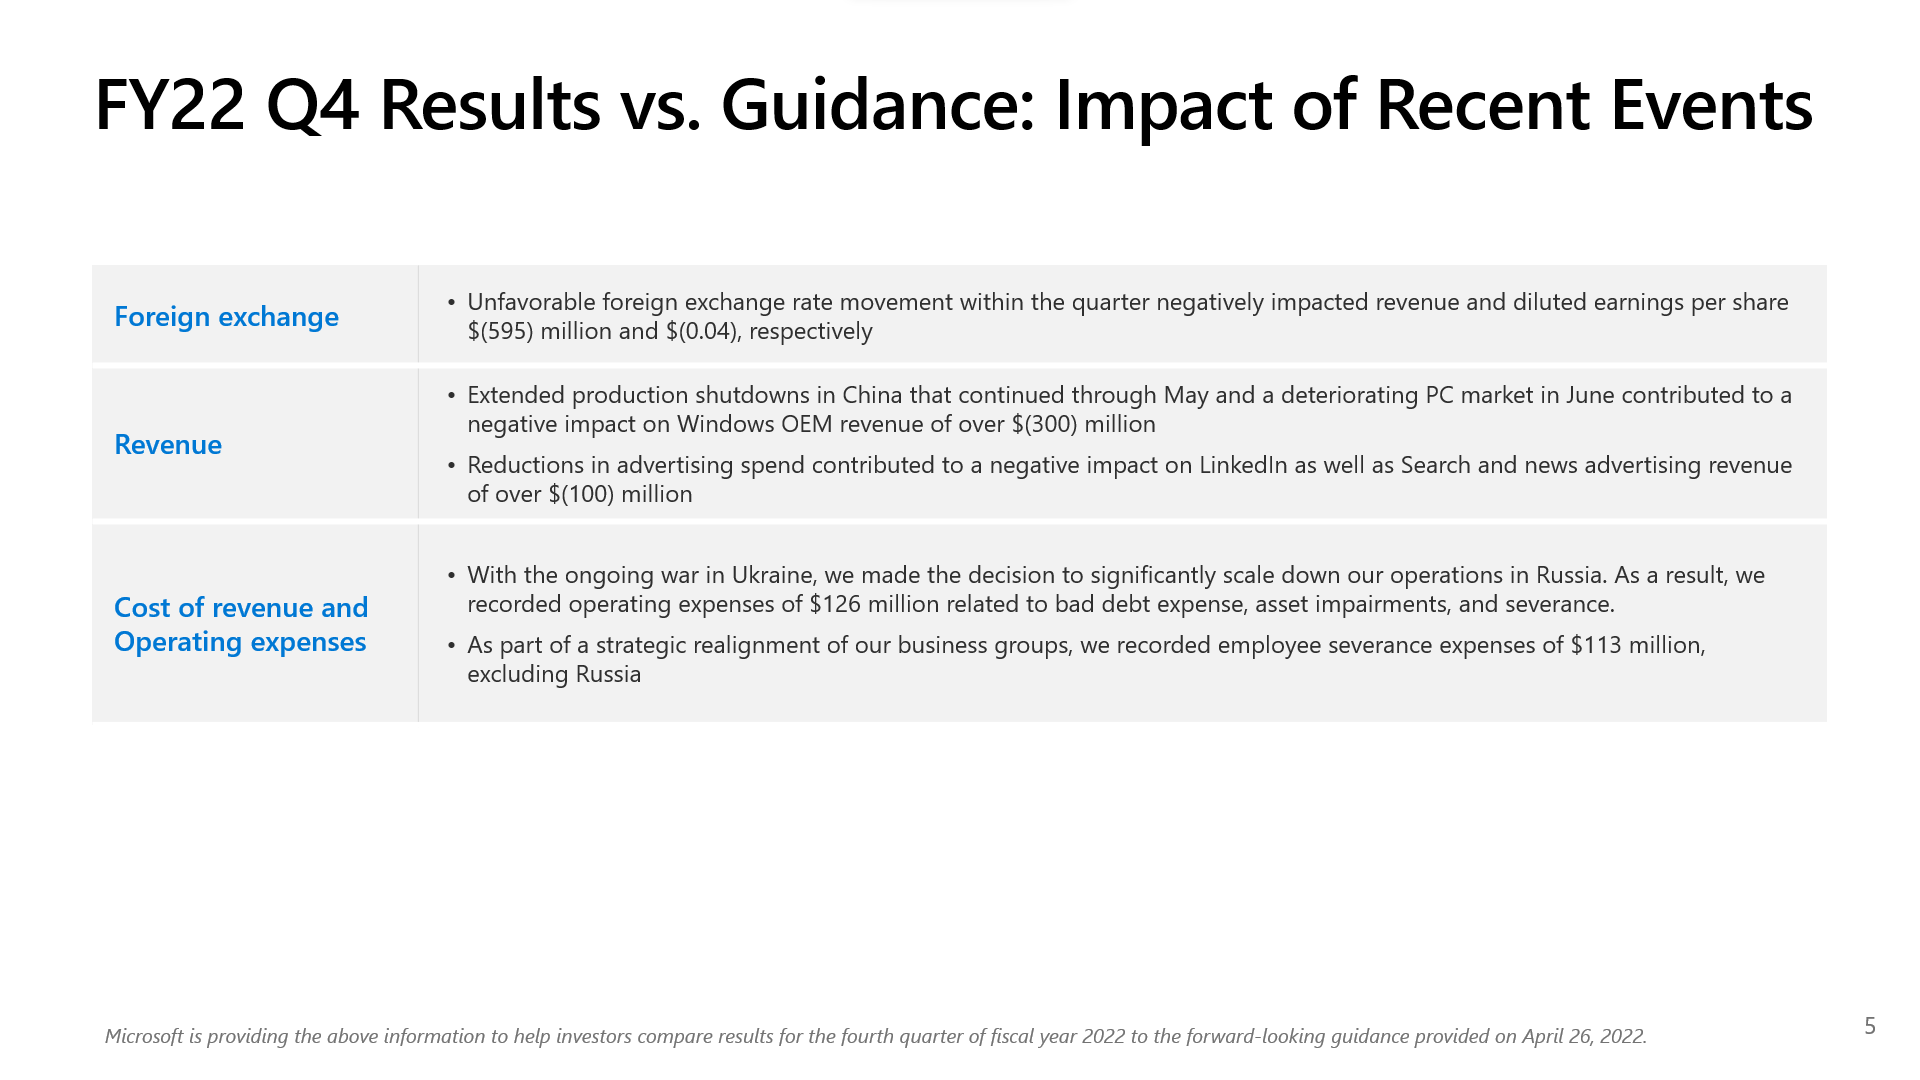 FY22 Q4 Results vs. Guidance: Impact of Recent Events
Foreign exchange
• Unfavorable foreign exchange rate movement within the quarter negatively impacted revenue and diluted earnings per share
$(595) million and $(0.04), respectively
Revenue
• Extended production shutdowns in China that continued through May and a deteriorating PC market in June contributed to a
negative impact on Windows OEM revenue of over $(300) million
• Reductions in advertising spend contributed to a negative impact on LinkedIn as well as Search and news advertising revenue
of over $(100) million
Cost of revenue and
Operating expenses
• With the ongoing war in Ukraine, we made the decision to significantly scale down our operations in Russia. As a result, we
recorded operating expenses of $126 million related to bad debt expense, asset impairments, and severance.
• As part of a strategic realignment of our business groups, we recorded employee severance expenses of $113 million,
excluding Russia
Microsoft is providing the above information to help investors compare results for the fourth quarter of fiscal year 2022 to the forward-looking guidance provided on April 26, 2022.
5